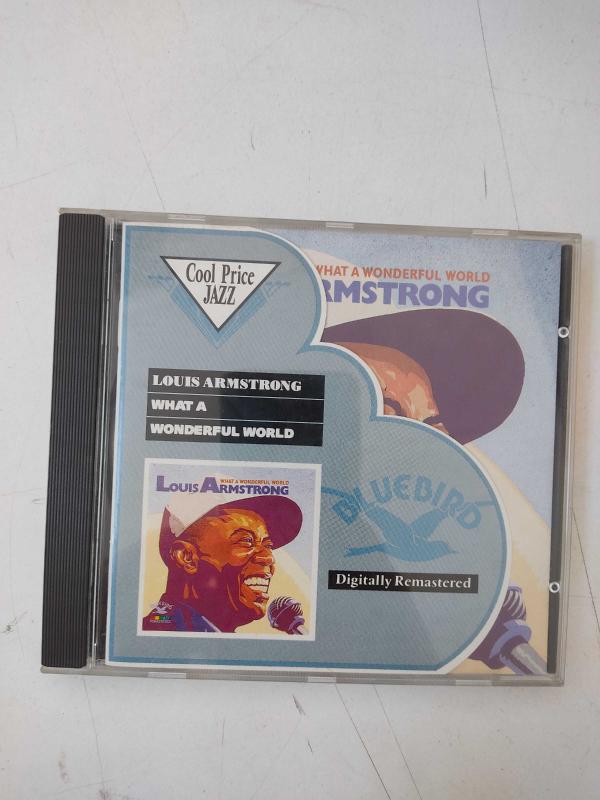 Cool Price
JAZZ
WHAT A WONDERFUL WORLD
RMSTRONG
LOUIS ARMSTRONG
WHAT A
WONDERFUL WORLD
WHAT A WONDERFUL WORLD
LOUIS ARMSTRONG
BLUEBIRD
Digitally Remastered